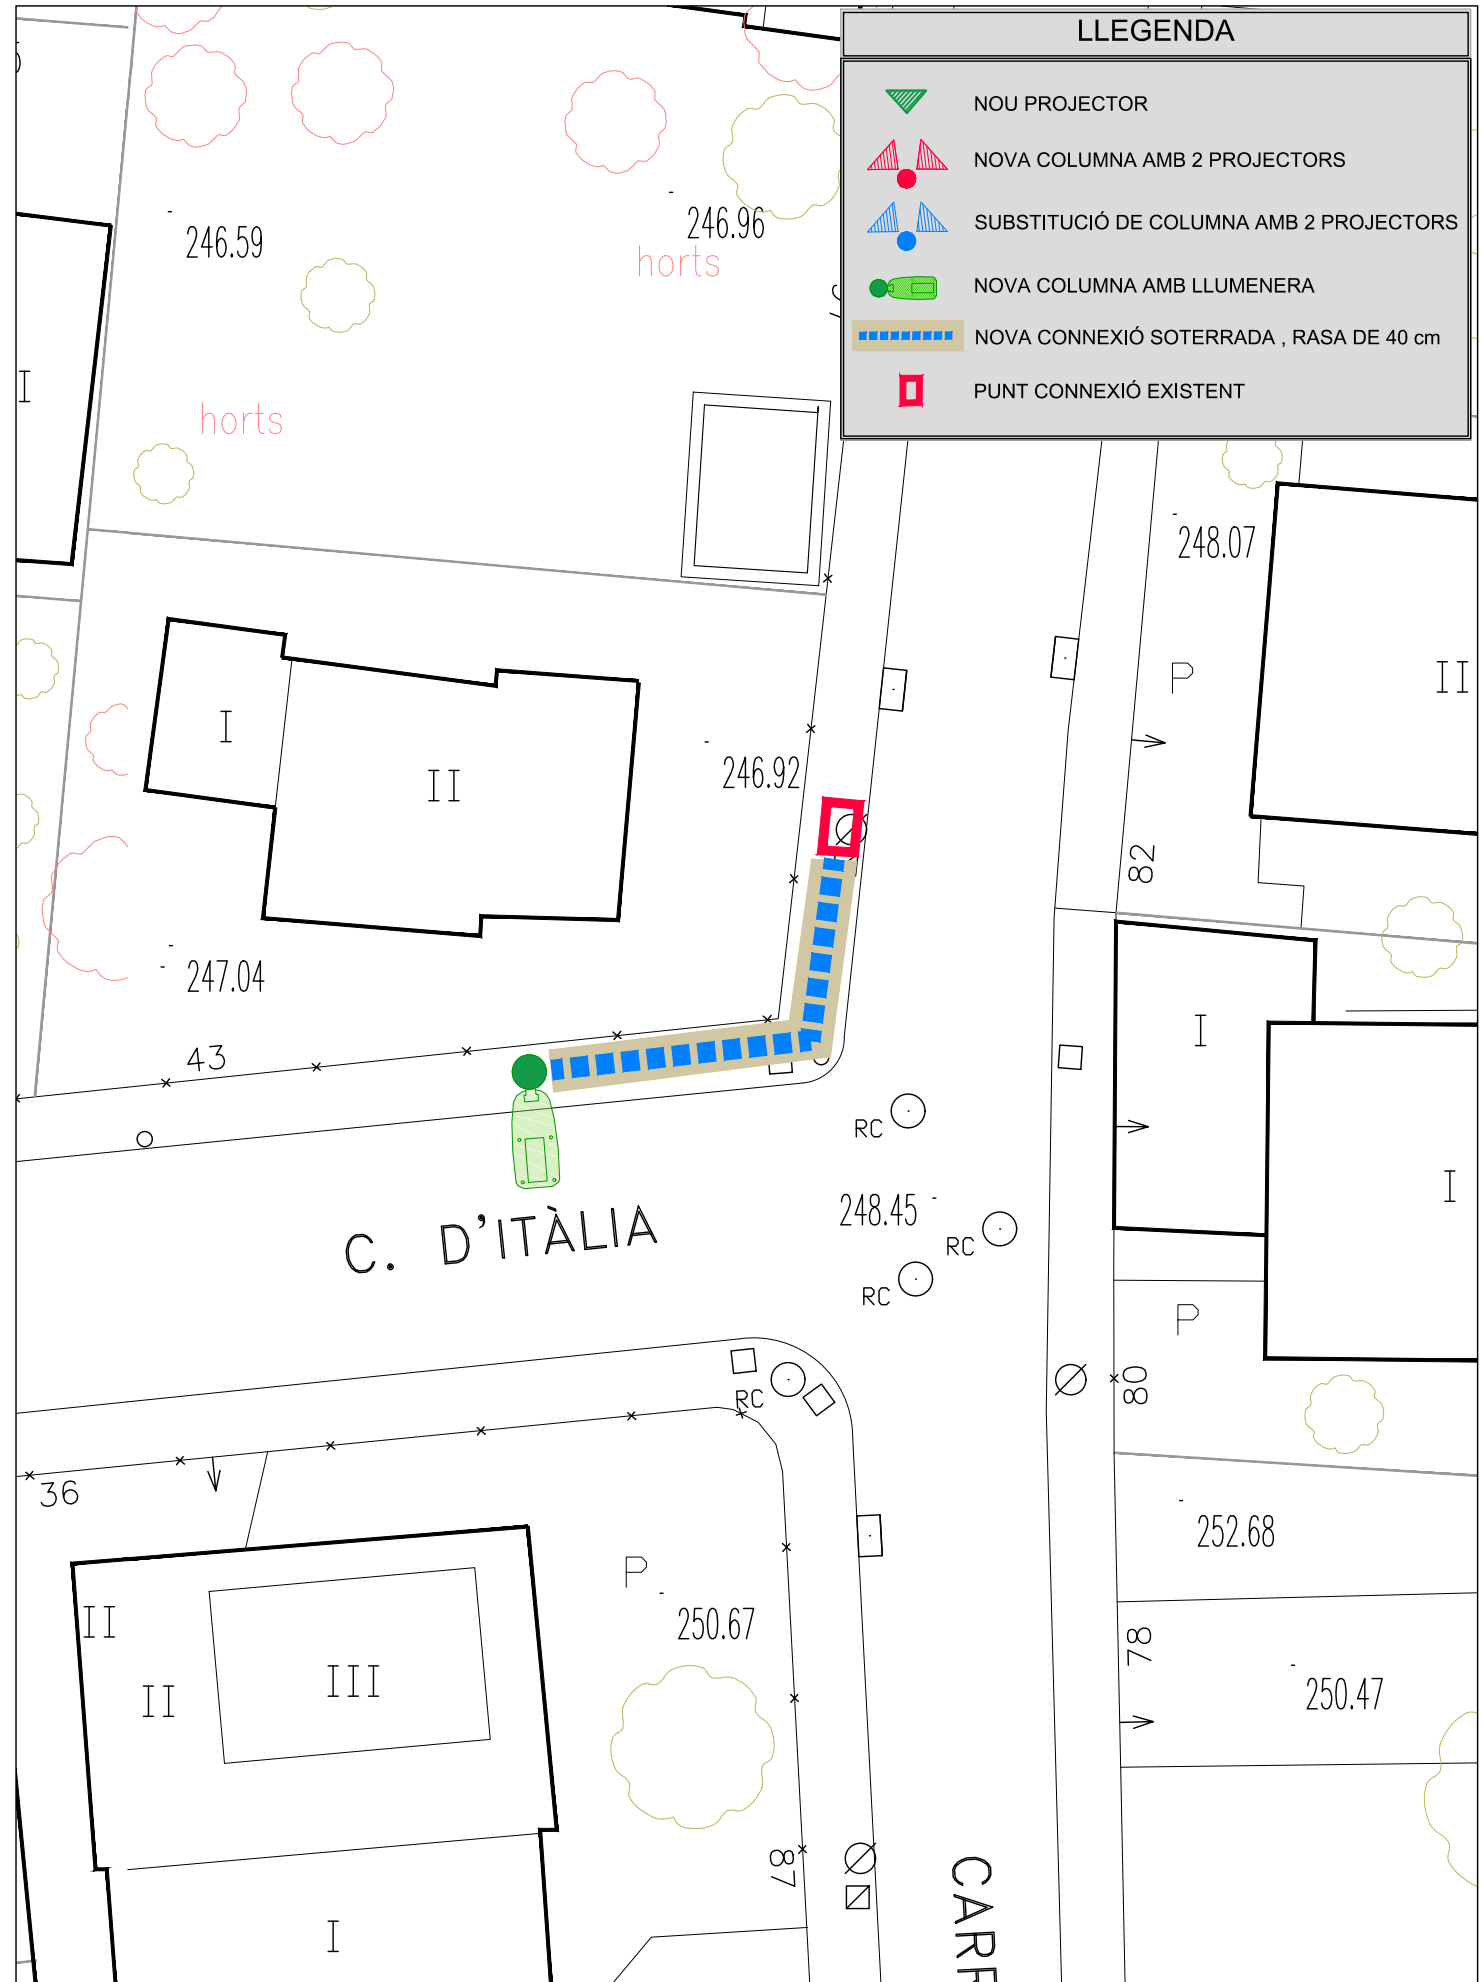 LLEGENDA
NOU PROJECTOR
NOVA COLUMNA AMB 2 PROJECTORS
SUBSTITUCIÓ DE COLUMNA AMB 2 PROJECTORS
NOVA COLUMNA AMB LLUMENERA
NOVA CONNEXIÓ SOTERRADA , RASA DE 40 cm
PUNT CONNEXIÓ EXISTENT
246.59
246.96
horts
I
horts
248.07
P
II
I
II
246.92
82
247.04
43
I
RC
I
248.45
RC
C. D'ITÀLIA
RC
P
RC
80
36
252.68
P
II
250.67
78
III
II
250.47
87
CARR
I